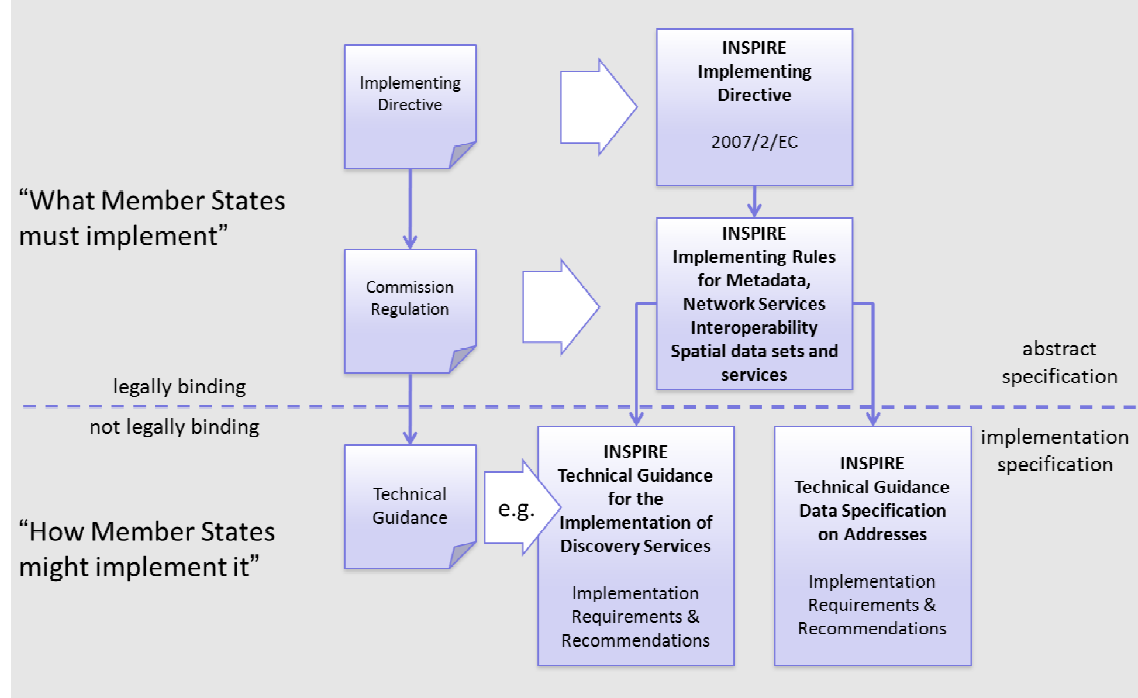 Implementing
Directive
INSPIRE
Implementing
Directive
2007/2/EC
“What Member States
must implement”
Commission
Regulation
INSPIRE
Implementing Rules
for Metadata,
Network Services
Interoperability
Spatial data sets and
services
abstract
specification
legally binding
not legally binding
implementation
specification
“How Member States
might implement it”
Technical
Guidance
e.g.
INSPIRE
Technical Guidance
for the
Implementation of
Discovery Services
Implementation
Requirements &
Recommendations
INSPIRE
Technical Guidance
Data Specification
on Addresses
Implementation
Requirements &
Recommendations